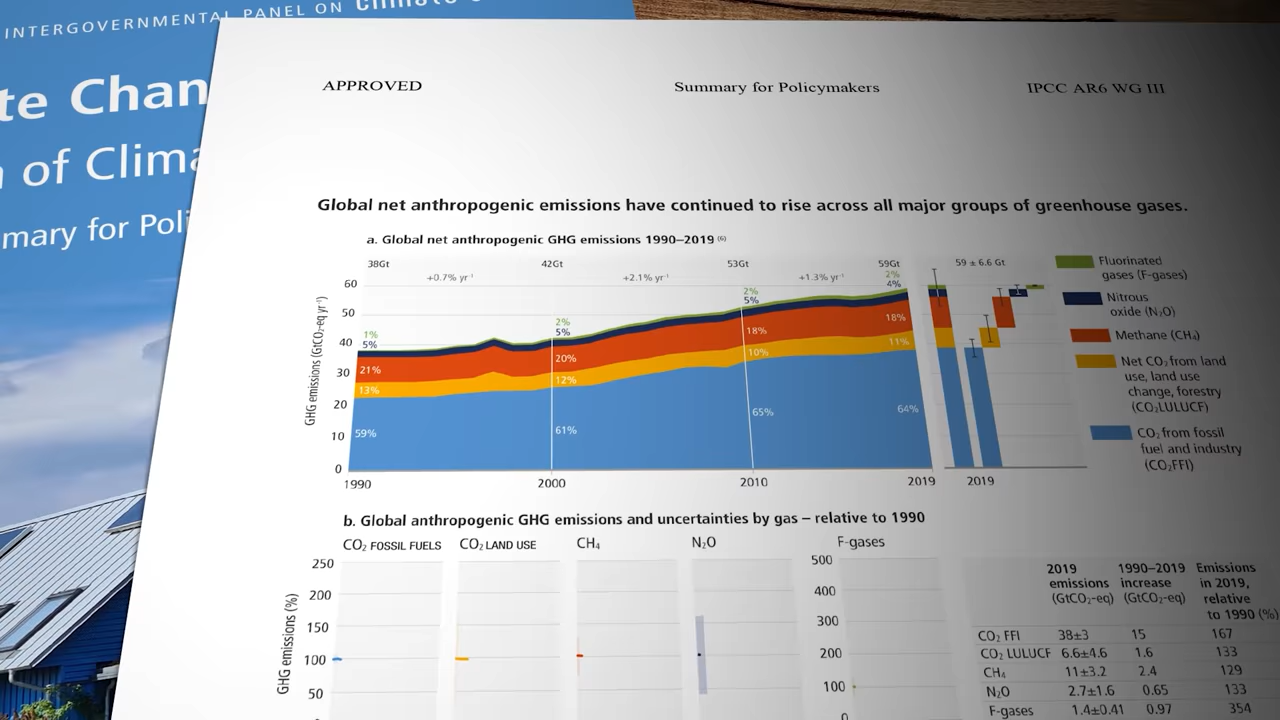 INTERGOVERNMENTAL PANEL ON Climate
te Chan
of Clima
mary for Poli
APPROVED
Summary for Policymakers
IPCC AR6 WG III
Global net anthropogenic emissions have continued to rise across all major groups of greenhouse gases.
a. Global net anthropogenic GHG emissions 1990–2019 (6)
38Gt 42Gt 53Gt 59Gt 59 ± 6.6 Gt
+0.7% yr⁻¹ +2.1% yr⁻¹ +1.3% yr⁻¹
GHG emissions (GtCO₂-eq yr⁻¹)
60
50
40
30
20
10
0
1%
5%
21%
13%
59%
2%
5%
20%
12%
61%
2%
5%
18%
10%
65%
2%
4%
18%
11%
64%
1990 2000 2010 2019 2019
Fluorinated
gases (F-gases)
Nitrous
oxide (N₂O)
Methane (CH₄)
Net CO₂ from land
use, land use
change, forestry
(CO₂LULUCF)
CO₂ from fossil
fuel and industry
(CO₂FFI)
b. Global anthropogenic GHG emissions and uncertainties by gas – relative to 1990
CO₂ FOSSIL FUELS CO₂ LAND USE CH₄ N₂O F-gases
GHG emissions (%)
250
200
150
100
50
500
400
300
200
100
0
2019 emissions (GtCO₂-eq) 1990–2019 increase (GtCO₂-eq) Emissions in 2019, relative to 1990 (%)
CO₂ FFI 38±3 15 167
CO₂ LULUCF 6.6±4.6 1.6 133
CH₄ 11±3.2 2.4 129
N₂O 2.7±1.6 0.65 133
F-gases 1.4±0.41 0.97 354